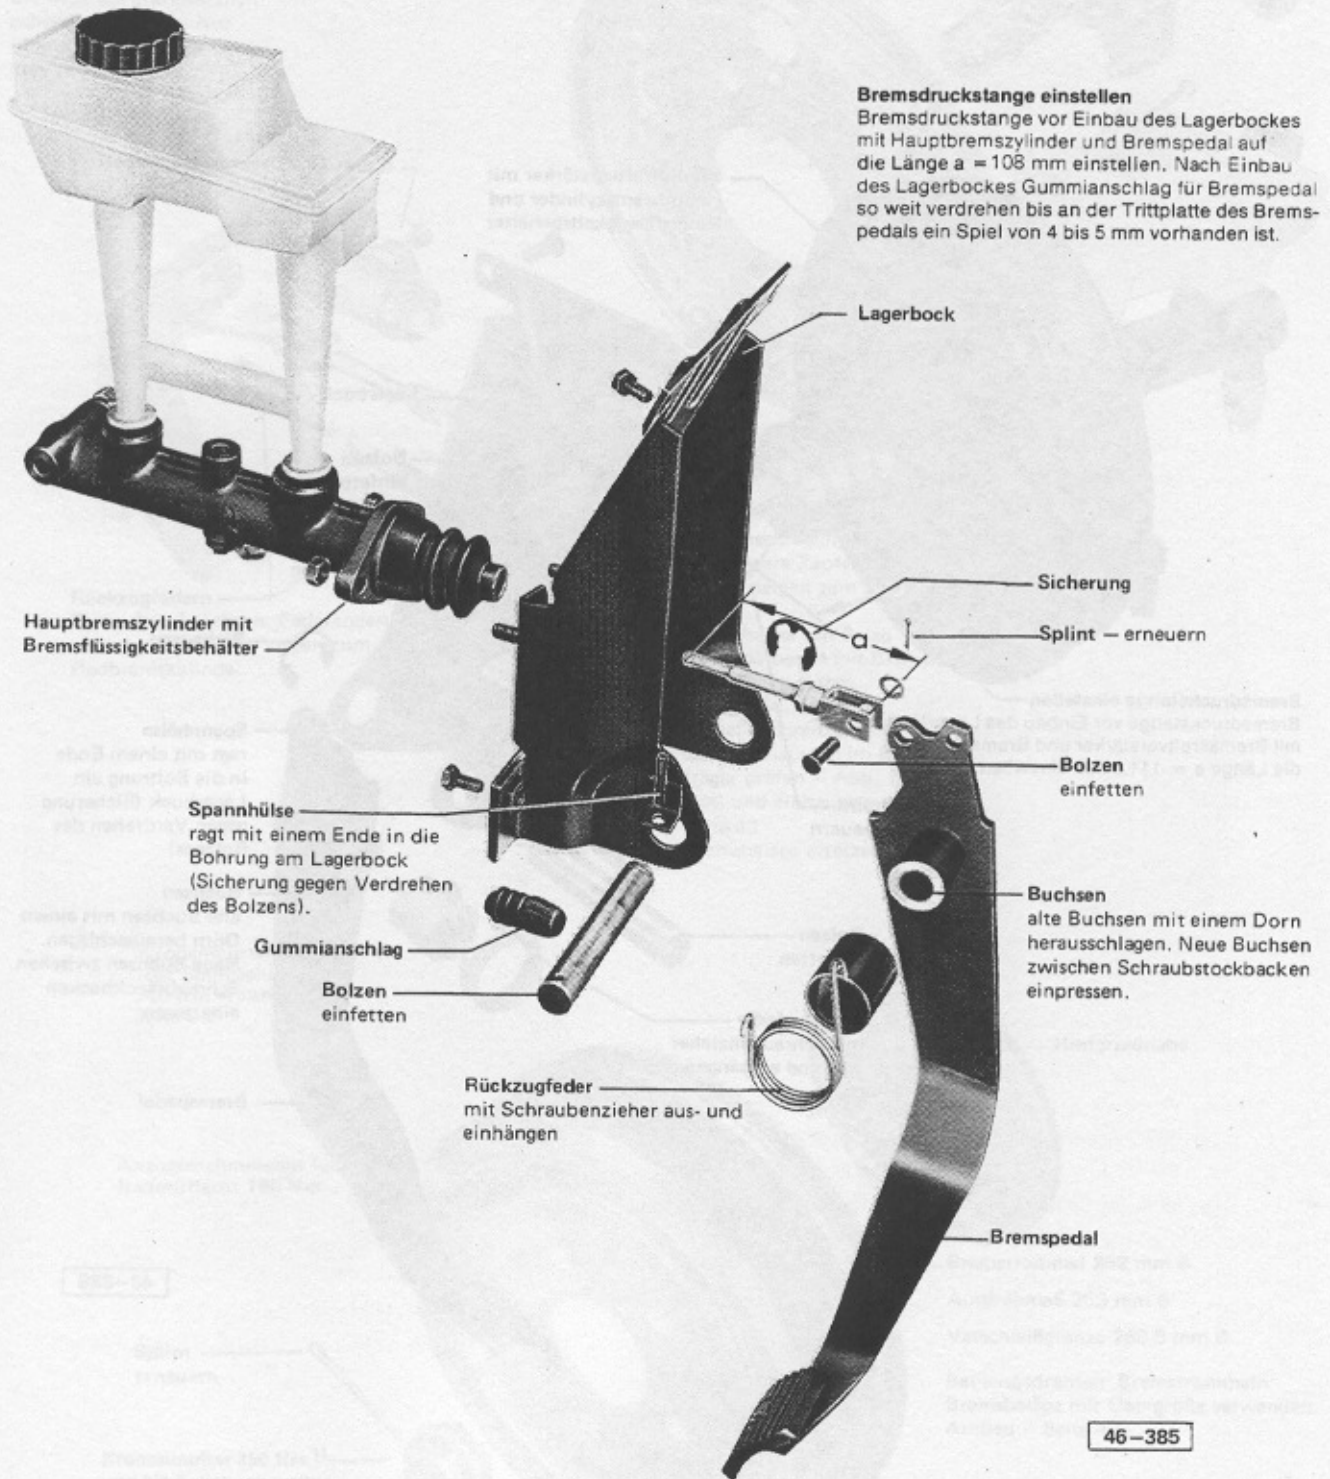 Bremsdruckstange einstellen
Bremsdruckstange vor Einbau des Lagerbockes
mit Hauptbremszylinder und Bremspedal auf
die Länge a = 108 mm einstellen. Nach Einbau
des Lagerbockes Gummianschlag für Bremspedal
so weit verdrehen bis an der Trittplatte des Brems-
pedals ein Spiel von 4 bis 5 mm vorhanden ist.
Lagerbock
Sicherung
a
Splint — erneuern
Hauptbremszylinder mit
Bremsflüssigkeitsbehälter
Bolzen
einfetten
Spannhülse
ragt mit einem Ende in die
Bohrung am Lagerbock
(Sicherung gegen Verdrehen
des Bolzens).
Buchsen
alte Buchsen mit einem Dorn
herausschlagen. Neue Buchsen
zwischen Schraubstockbacken
einpressen.
Gummianschlag
Bolzen
einfetten
Rückzugfeder
mit Schraubenzieher aus- und
einhängen
Bremspedal
46–385